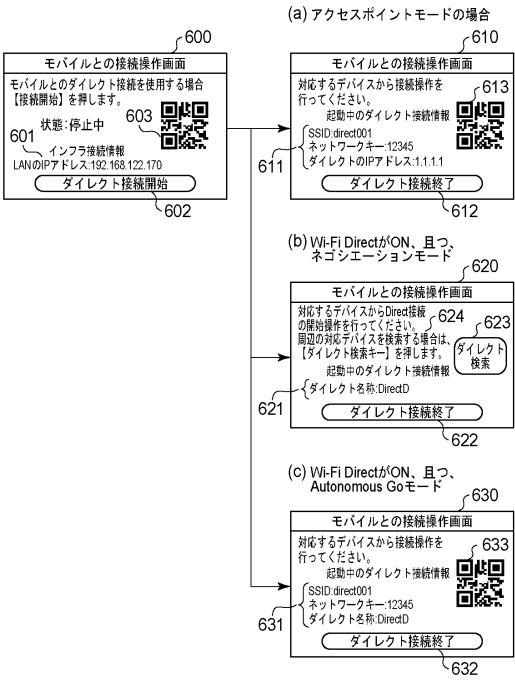 600
モバイルとの接続操作画面
モバイルとのダイレクト接続を使用する場合
【接続開始】を押します。
603
状態:停止中
601
インフラ接続情報
LANのIPアドレス:192.168.122.170
ダイレクト接続開始
602
(a) アクセスポイントモードの場合
610
モバイルとの接続操作画面
対応するデバイスから接続操作を
行ってください。
613
起動中のダイレクト接続情報
SSID:direct001
ネットワークキー:12345
ダイレクトのIPアドレス:1.1.1.1
611
ダイレクト接続終了
612
(b) Wi-Fi DirectがON、且つ、
ネゴシエーションモード
620
モバイルとの接続操作画面
対応するデバイスからDirect接続
の開始操作を行ってください。
624
周辺の対応デバイスを検索する場合は、
【ダイレクト検索キー】を押します。
623
ダイレクト
検索
起動中のダイレクト接続情報
ダイレクト名称:DirectD
621
ダイレクト接続終了
622
(c) Wi-Fi DirectがON、且つ、
Autonomous Goモード
630
モバイルとの接続操作画面
対応するデバイスから接続操作を
行ってください。
633
起動中のダイレクト接続情報
SSID:direct001
ネットワークキー:12345
ダイレクト名称:DirectD
631
ダイレクト接続終了
632